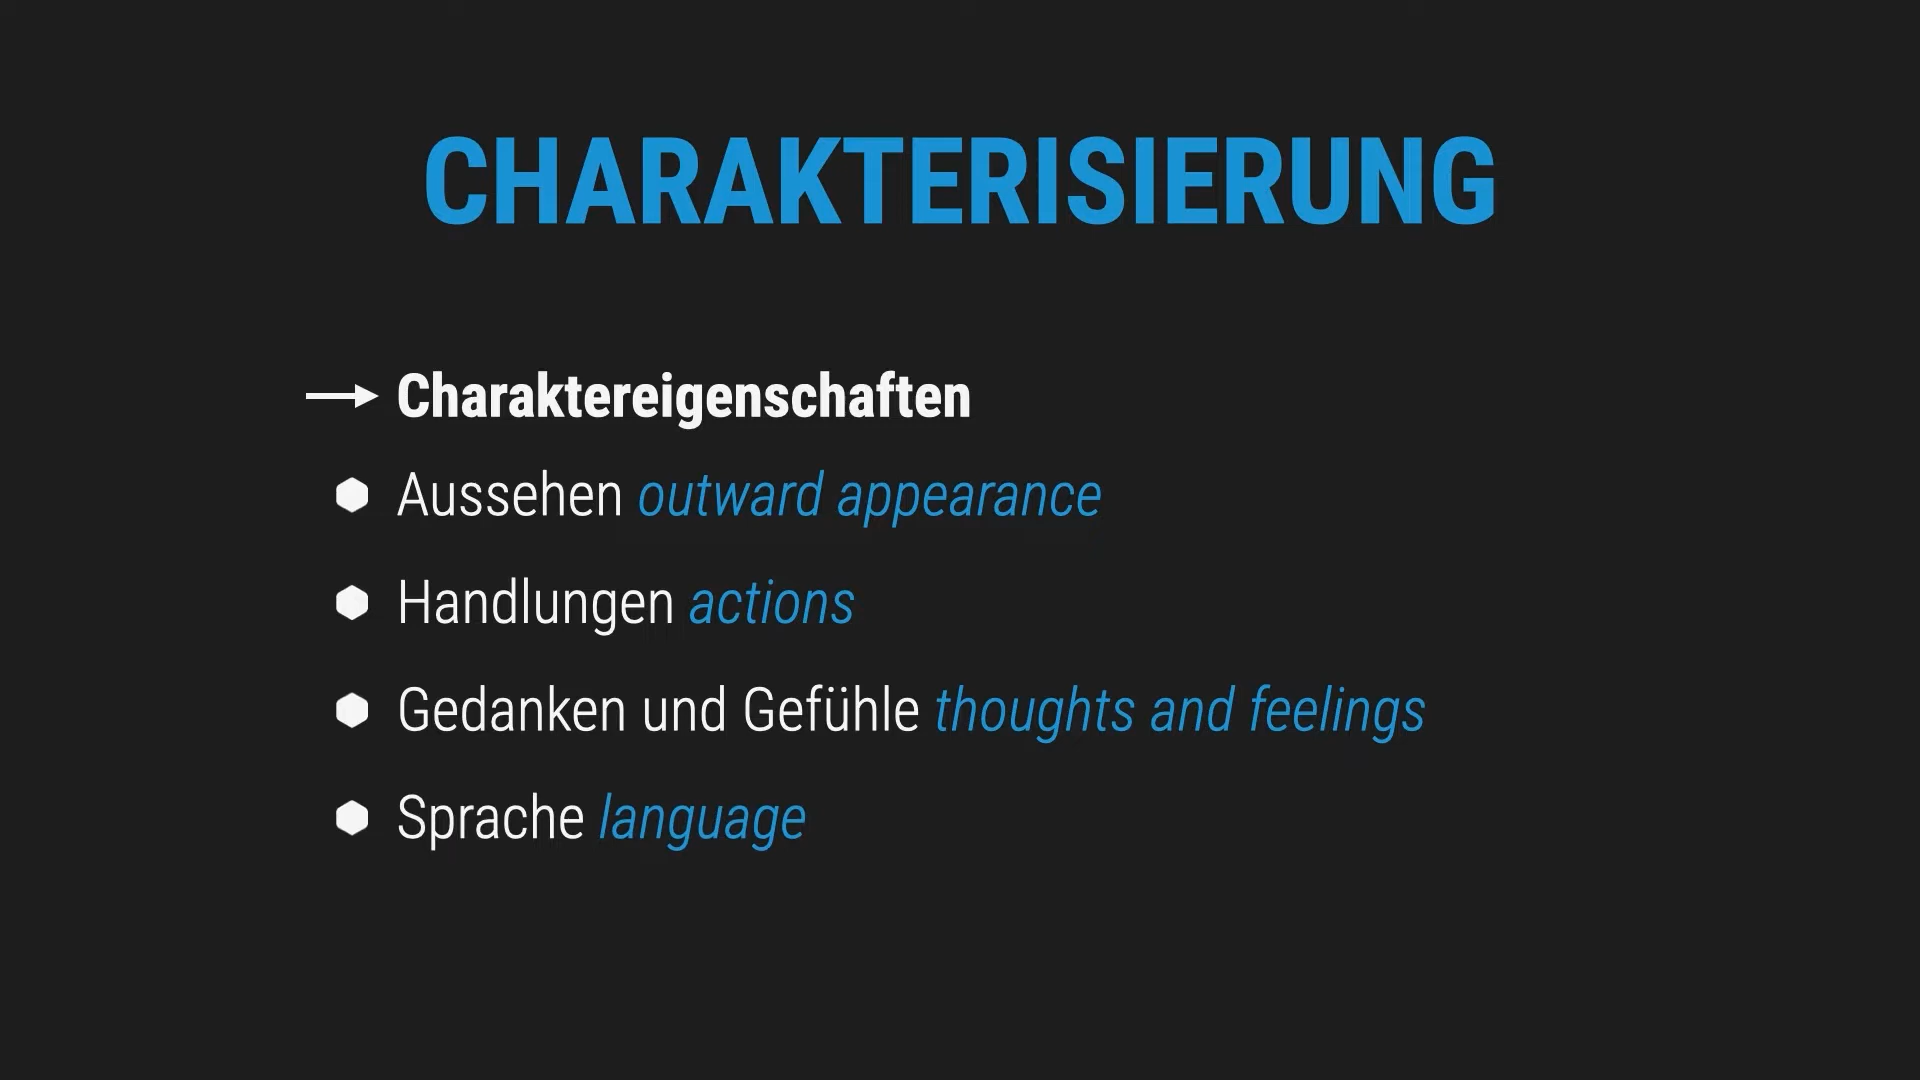 CHARAKTERISIERUNG
Charaktereigenschaften
Aussehen outward appearance
Handlungen actions
Gedanken und Gefühle thoughts and feelings
Sprache language